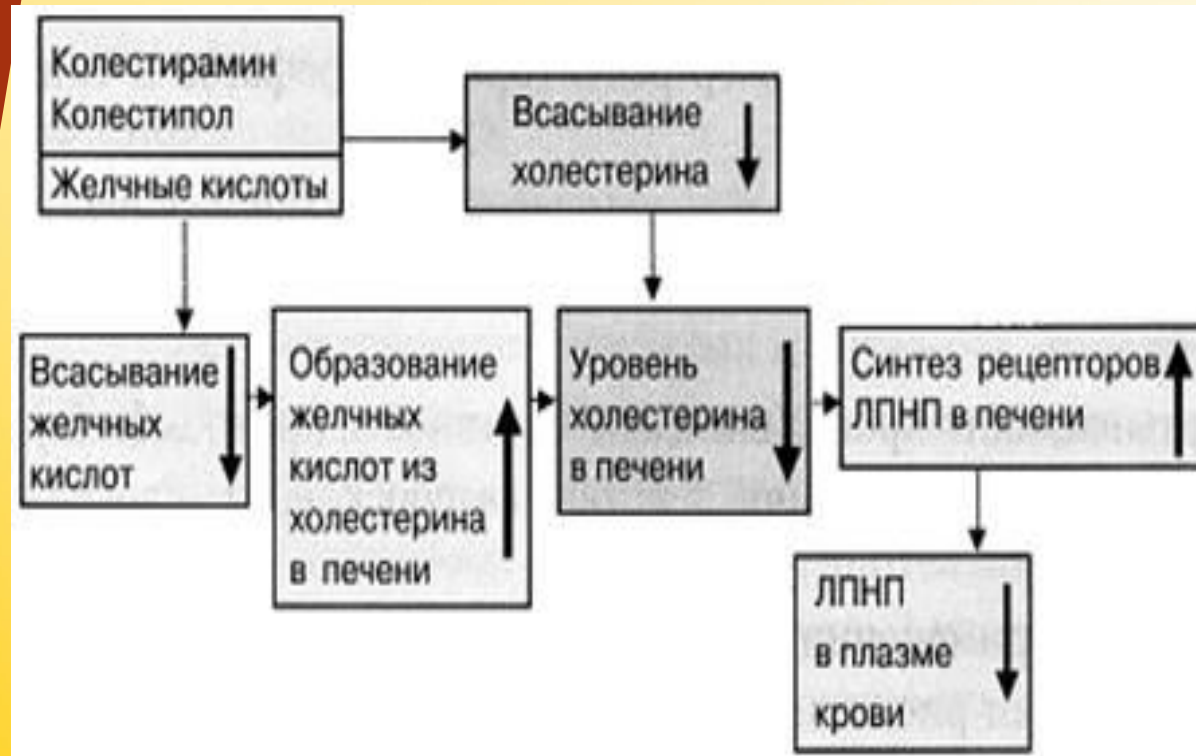 Колестирамин
Колестипол
Желчные кислоты
Всасывание
холестерина
Всасывание
желчных
кислот
Образование
желчных
кислот из
холестерина
в печени
Уровень
холестерина
в печени
Синтез рецепторов
ЛПНП в печени
ЛПНП
в плазме
крови